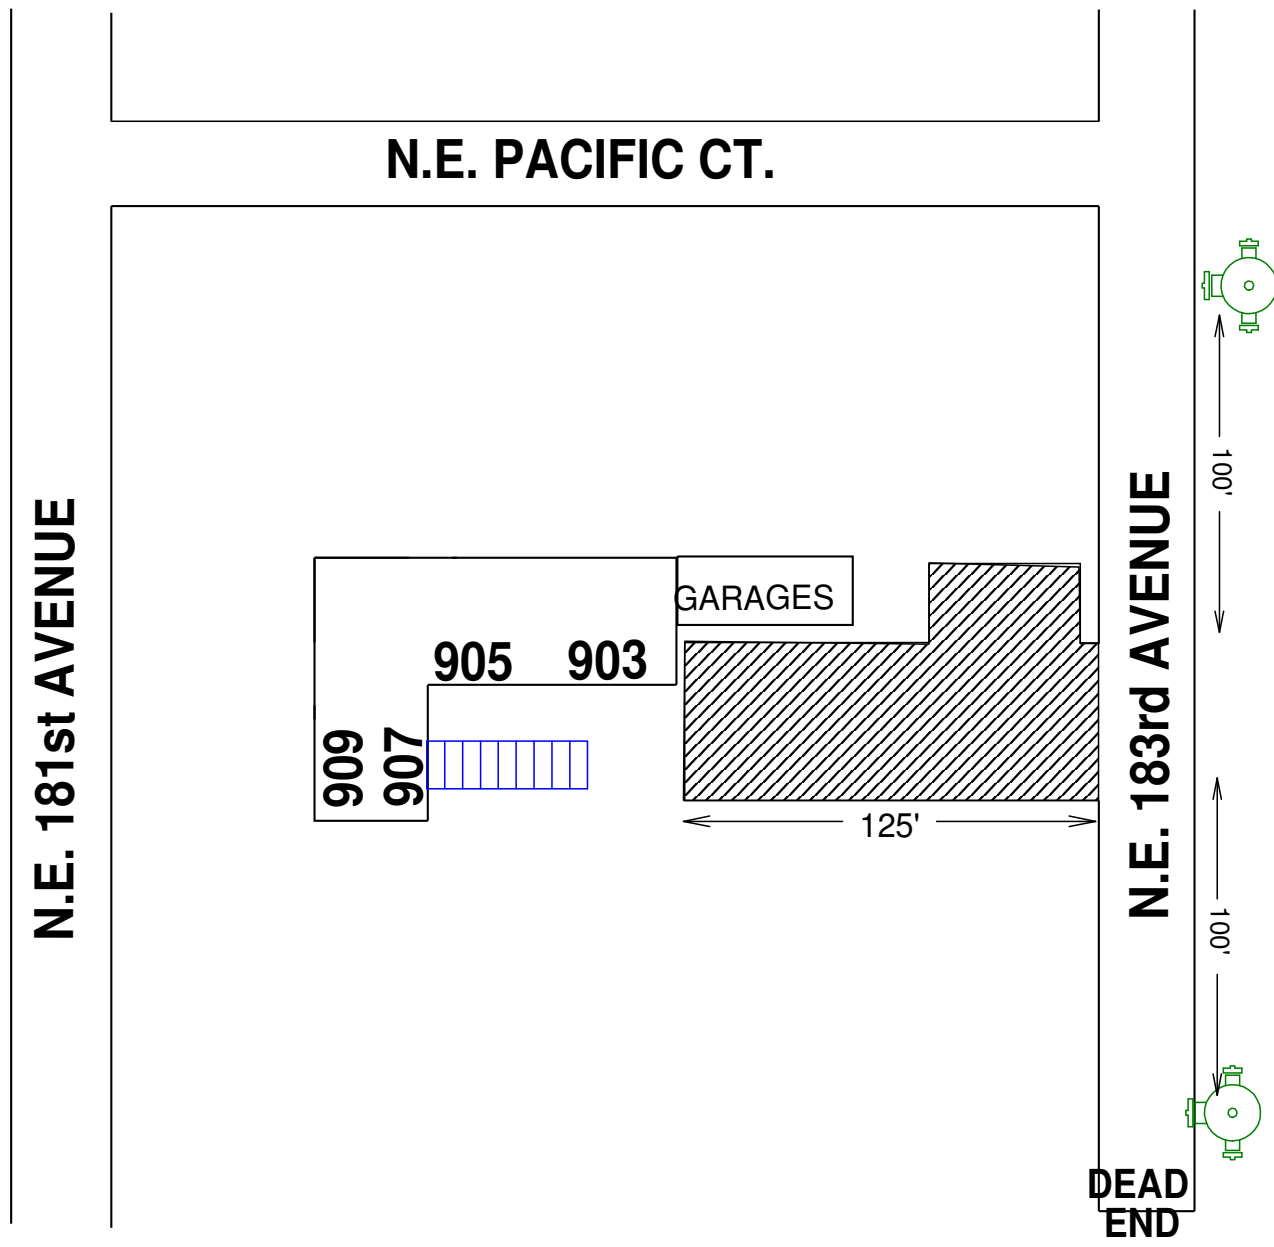 N.E. PACIFIC CT.
N.E. 181st AVENUE
N.E. 183rd AVENUE
100'
GARAGES
905
903
909
907
125'
100'
DEAD
END